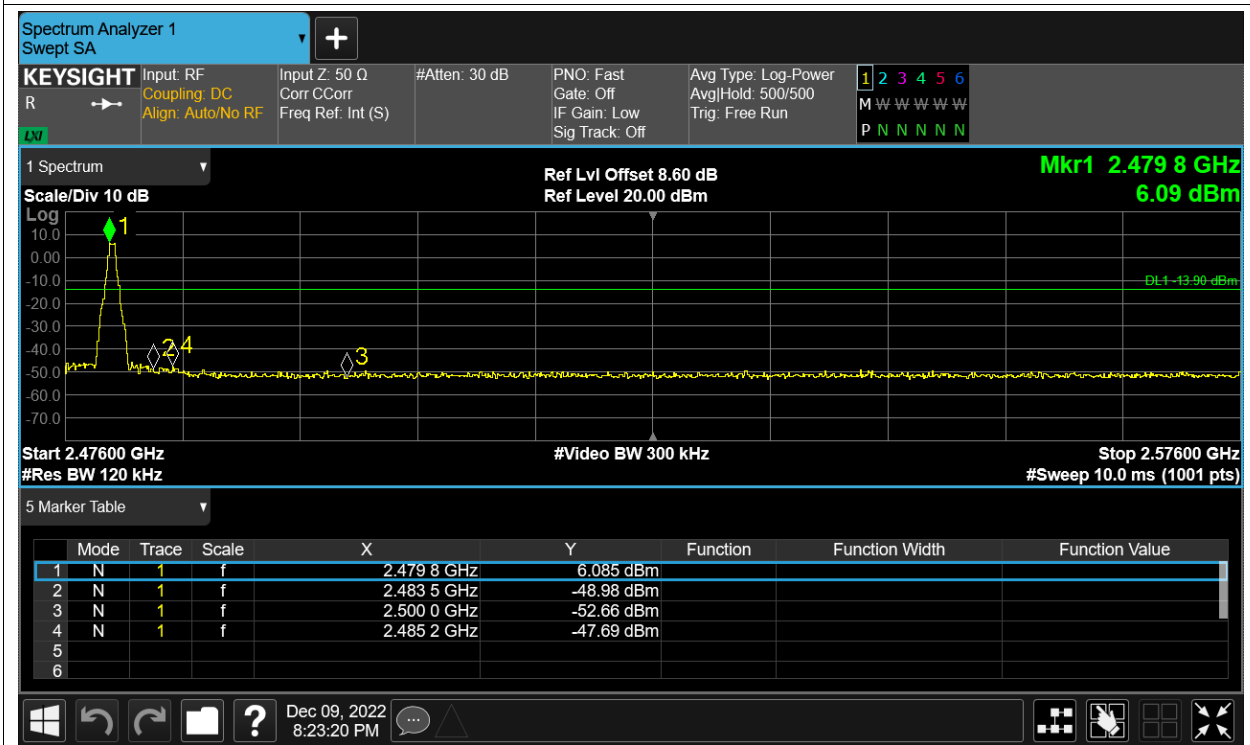 Spectrum Analyzer 1
Swept SA
▼
+
KEYSIGHT Input: RF Input Z: 50 Ω #Atten: 30 dB PNO: Fast Avg Type: Log-Power 1 2 3 4 5 6
R Coupling: DC Corr CCorr Gate: Off Avg|Hold: 500/500 M W W W W W
Align: Auto/No RF Freq Ref: Int (S) IF Gain: Low Trig: Free Run
LXI Sig Track: Off P N N N N N
1 Spectrum ▼ Ref Lvl Offset 8.60 dB Mkr1 2.479 8 GHz
Scale/Div 10 dB Ref Level 20.00 dBm 6.09 dBm
Log
1
10.0
0.00
-10.0 DL1 -13.90 dBm
-20.0
-30.0
-40.0 2 4
3
-50.0
-60.0
-70.0
Start 2.47600 GHz #Video BW 300 kHz Stop 2.57600 GHz
#Res BW 120 kHz #Sweep 10.0 ms (1001 pts)
5 Marker Table ▼
Mode Trace Scale X Y Function Function Width Function Value
1 N 1 f 2.479 8 GHz 6.085 dBm
2 N 1 f 2.483 5 GHz -48.98 dBm
3 N 1 f 2.500 0 GHz -52.66 dBm
4 N 1 f 2.485 2 GHz -47.69 dBm
5
6
? Dec 09, 2022
8:23:20 PM